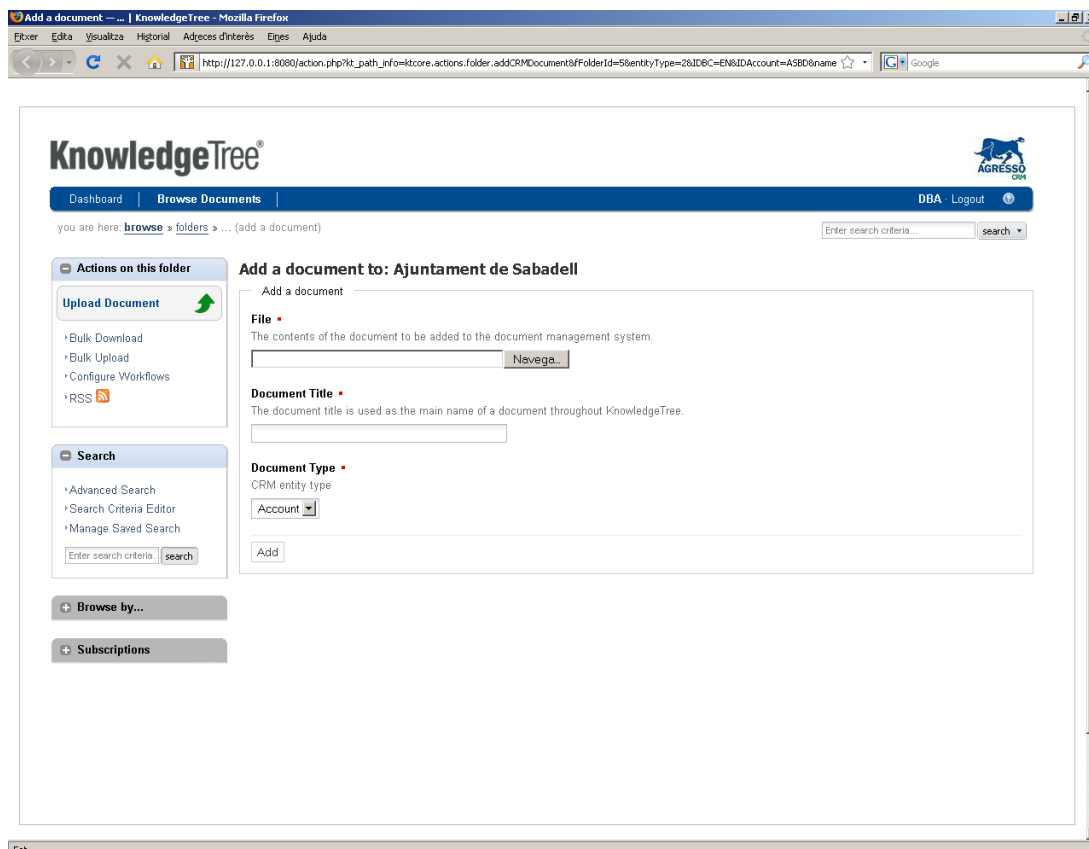 Add a document — ... | KnowledgeTree - Mozilla Firefox
Fitxer Edita Visualitza Historial Adreces d'interès Eines Ajuda
http://127.0.0.1:8080/action.php?kt_path_info=ktcore.actions.folder.addCRMDocument&fFolderId=5&entityType=2&IDBC=EN&IDAccount=ASBD&name
Google
KnowledgeTree®
AGRESSO
CRM
Dashboard | Browse Documents |
DBA · Logout
you are here: browse » folders » ... (add a document)
Enter search criteria... search
Actions on this folder
Upload Document
Bulk Download
Bulk Upload
Configure Workflows
RSS
Search
Advanced Search
Search Criteria Editor
Manage Saved Search
Enter search criteria. search
Browse by...
Subscriptions
Add a document to: Ajuntament de Sabadell
Add a document
File
The contents of the document to be added to the document management system.
Navega...
Document Title
The document title is used as the main name of a document throughout KnowledgeTree.
Document Type
CRM entity type
Account
Add